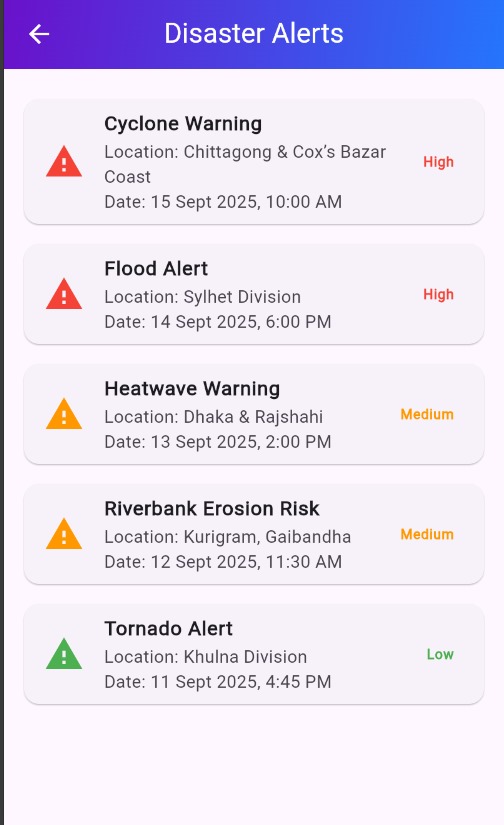 Disaster Alerts
Cyclone Warning
Location: Chittagong & Cox’s Bazar
Coast
Date: 15 Sept 2025, 10:00 AM
High
Flood Alert
Location: Sylhet Division
Date: 14 Sept 2025, 6:00 PM
High
Heatwave Warning
Location: Dhaka & Rajshahi
Date: 13 Sept 2025, 2:00 PM
Medium
Riverbank Erosion Risk
Location: Kurigram, Gaibandha
Date: 12 Sept 2025, 11:30 AM
Medium
Tornado Alert
Location: Khulna Division
Date: 11 Sept 2025, 4:45 PM
Low